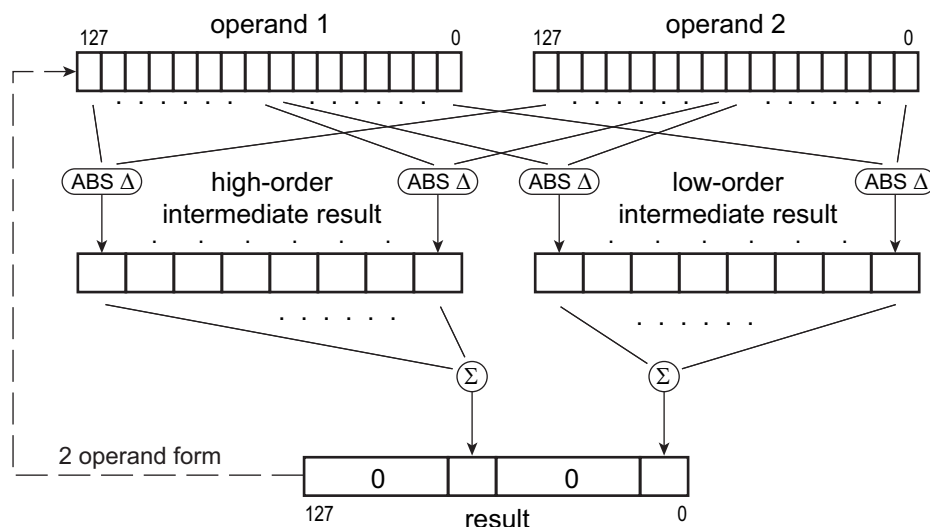 operand 1 operand 2
127 0 127 0
ABS Δ ABS Δ ABS Δ ABS Δ
high-order low-order
intermediate result intermediate result
Σ Σ
2 operand form
0 0
127 0
result